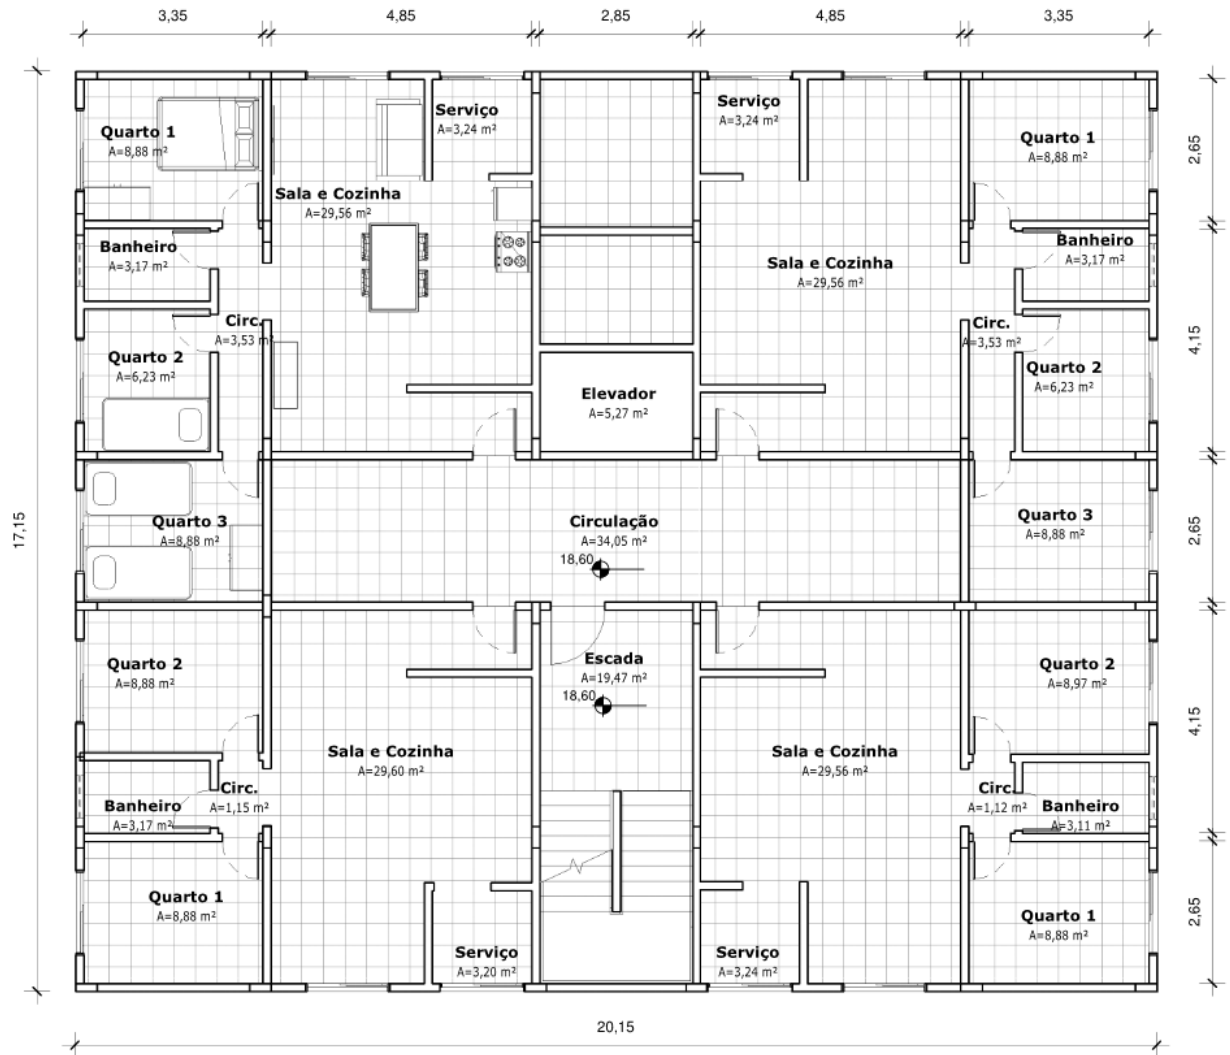 3,35
4,85
2,85
4,85
3,35
Serviço
A=3,24 m²
Serviço
A=3,24 m²
Quarto 1
A=8,88 m²
Quarto 1
A=8,88 m²
2,65
Sala e Cozinha
A=29,56 m²
Banheiro
A=3,17 m²
Banheiro
A=3,17 m²
Sala e Cozinha
A=29,56 m²
Circ.
A=3,53 m²
Circ.
A=3,53 m²
4,15
Quarto 2
A=6,23 m²
Quarto 2
A=6,23 m²
Elevador
A=5,27 m²
17,15
Quarto 3
A=8,88 m²
Circulação
A=34,05 m²
18,60
Quarto 3
A=8,88 m²
2,65
Quarto 2
A=8,88 m²
Escada
A=19,47 m²
18,60
Quarto 2
A=8,97 m²
4,15
Sala e Cozinha
A=29,60 m²
Sala e Cozinha
A=29,56 m²
Circ.
A=1,15 m²
Circ.
A=1,12 m²
Banheiro
A=3,17 m²
Banheiro
A=3,11 m²
Quarto 1
A=8,88 m²
Quarto 1
A=8,88 m²
2,65
Serviço
A=3,20 m²
Serviço
A=3,24 m²
20,15